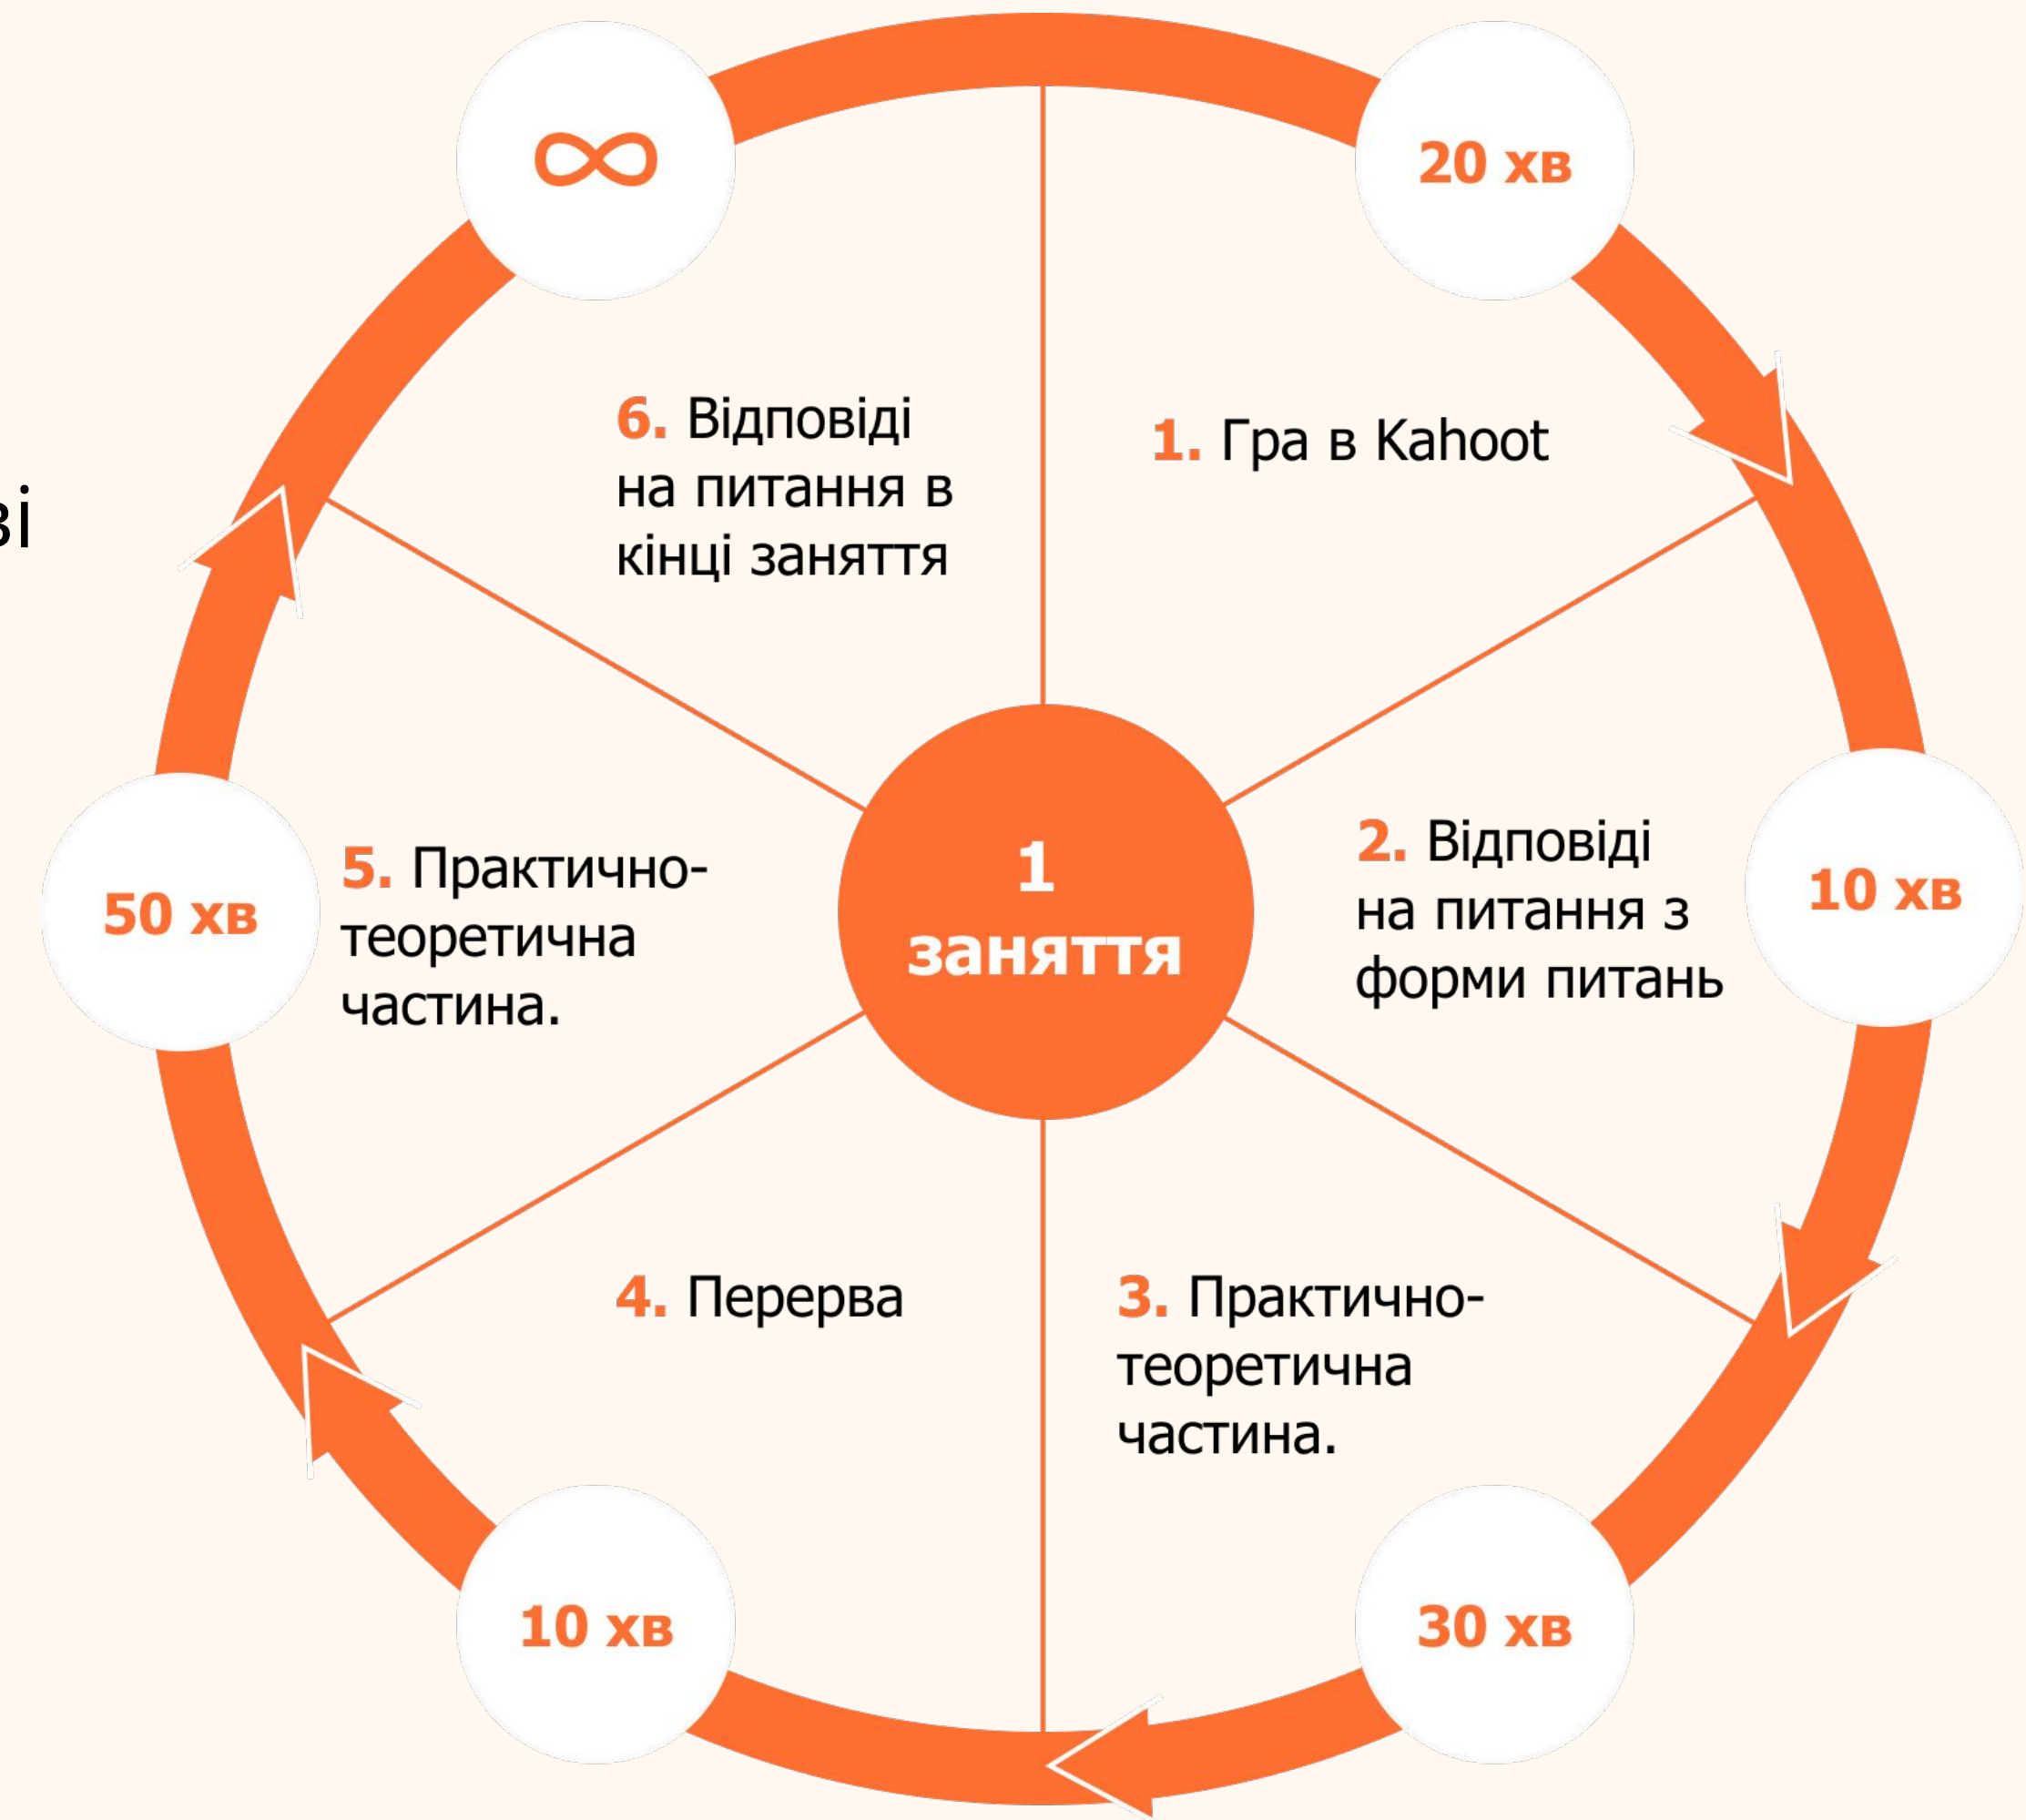 ві
∞
20 хв
6. Відповіді
на питання в
кінці заняття
1. Гра в Kahoot
1
заняття
2. Відповіді
на питання з
форми питань
10 хв
50 хв
5. Практично-
теоретична
частина.
4. Перерва
3. Практично-
теоретична
частина.
10 хв
30 хв